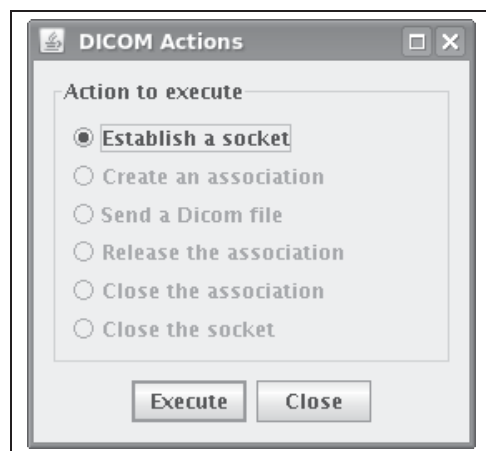 DICOM Actions
Action to execute
Establish a socket
Create an association
Send a Dicom file
Release the association
Close the association
Close the socket
Execute Close